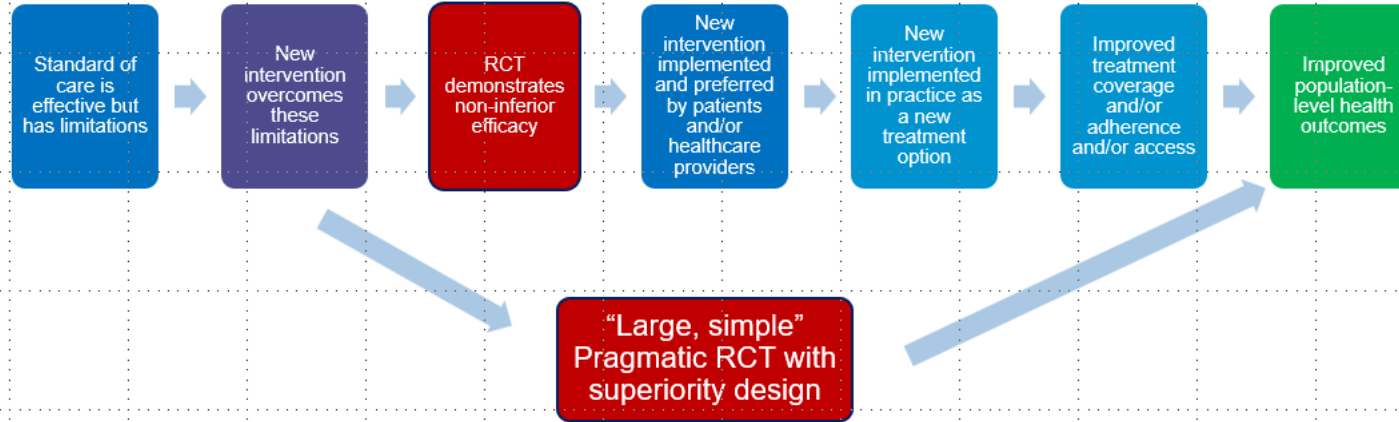 Standard of
care is
effective but
has limitations
New
intervention
overcomes
these
limitations
RCT
demonstrates
non-inferior
efficacy
New
intervention
implemented
and preferred
by patients
and/or
healthcare
providers
New
intervention
implemented
in practice as
a new
treatment
option
Improved
treatment
coverage
and/or
adherence
and/or access
Improved
population-
level health
outcomes
“Large, simple”
Pragmatic RCT with
superiority design